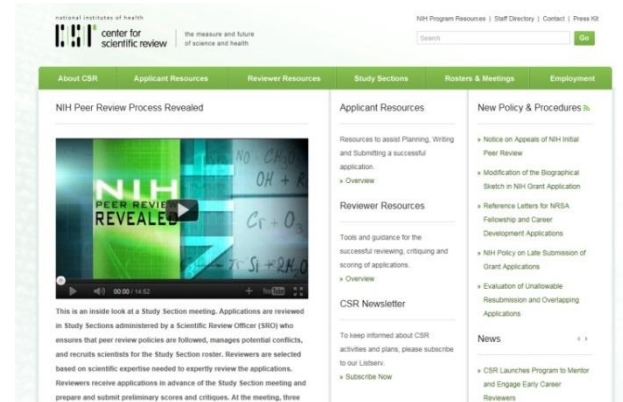 national institutes of health
CSR center for
scientific review
the measure and future
of science and health
NIH Program Resources | Staff Directory | Contact | Press Kit
Search
Go
About CSR
Applicant Resources
Reviewer Resources
Study Sections
Rosters & Meetings
Employment
NIH Peer Review Process Revealed
NIH
PEER REVIEW
REVEALED
00:00 / 14:52
YouTube
This is an inside look at a Study Section meeting. Applications are reviewed
in Study Sections administered by a Scientific Review Officer (SRO) who
ensures that peer review policies are followed, manages potential conflicts,
and recruits scientists for the Study Section roster. Reviewers are selected
based on scientific expertise needed to expertly review the applications.
Reviewers receive applications in advance of the Study Section meeting and
prepare and submit preliminary scores and critiques. At the meeting, three
Applicant Resources
Resources to assist Planning, Writing
and Submitting a successful
application.
» Overview
Reviewer Resources
Tools and guidance for the
successful reviewing, critiquing and
scoring of applications.
» Overview
CSR Newsletter
To keep informed about CSR
activities and plans, please subscribe
to our Listserv.
» Subscribe Now
New Policy & Procedures
» Notice on Appeals of NIH Initial
Peer Review
» Modification of the Biographical
Sketch in NIH Grant Application
» Reference Letters for NRSA
Fellowship and Career
Development Applications
» NIH Policy on Late Submission of
Grant Applications
» Evaluation of Unallowable
Resubmission and Overlapping
Applications
News
» CSR Launches Program to Mentor
and Engage Early Career
Reviewers